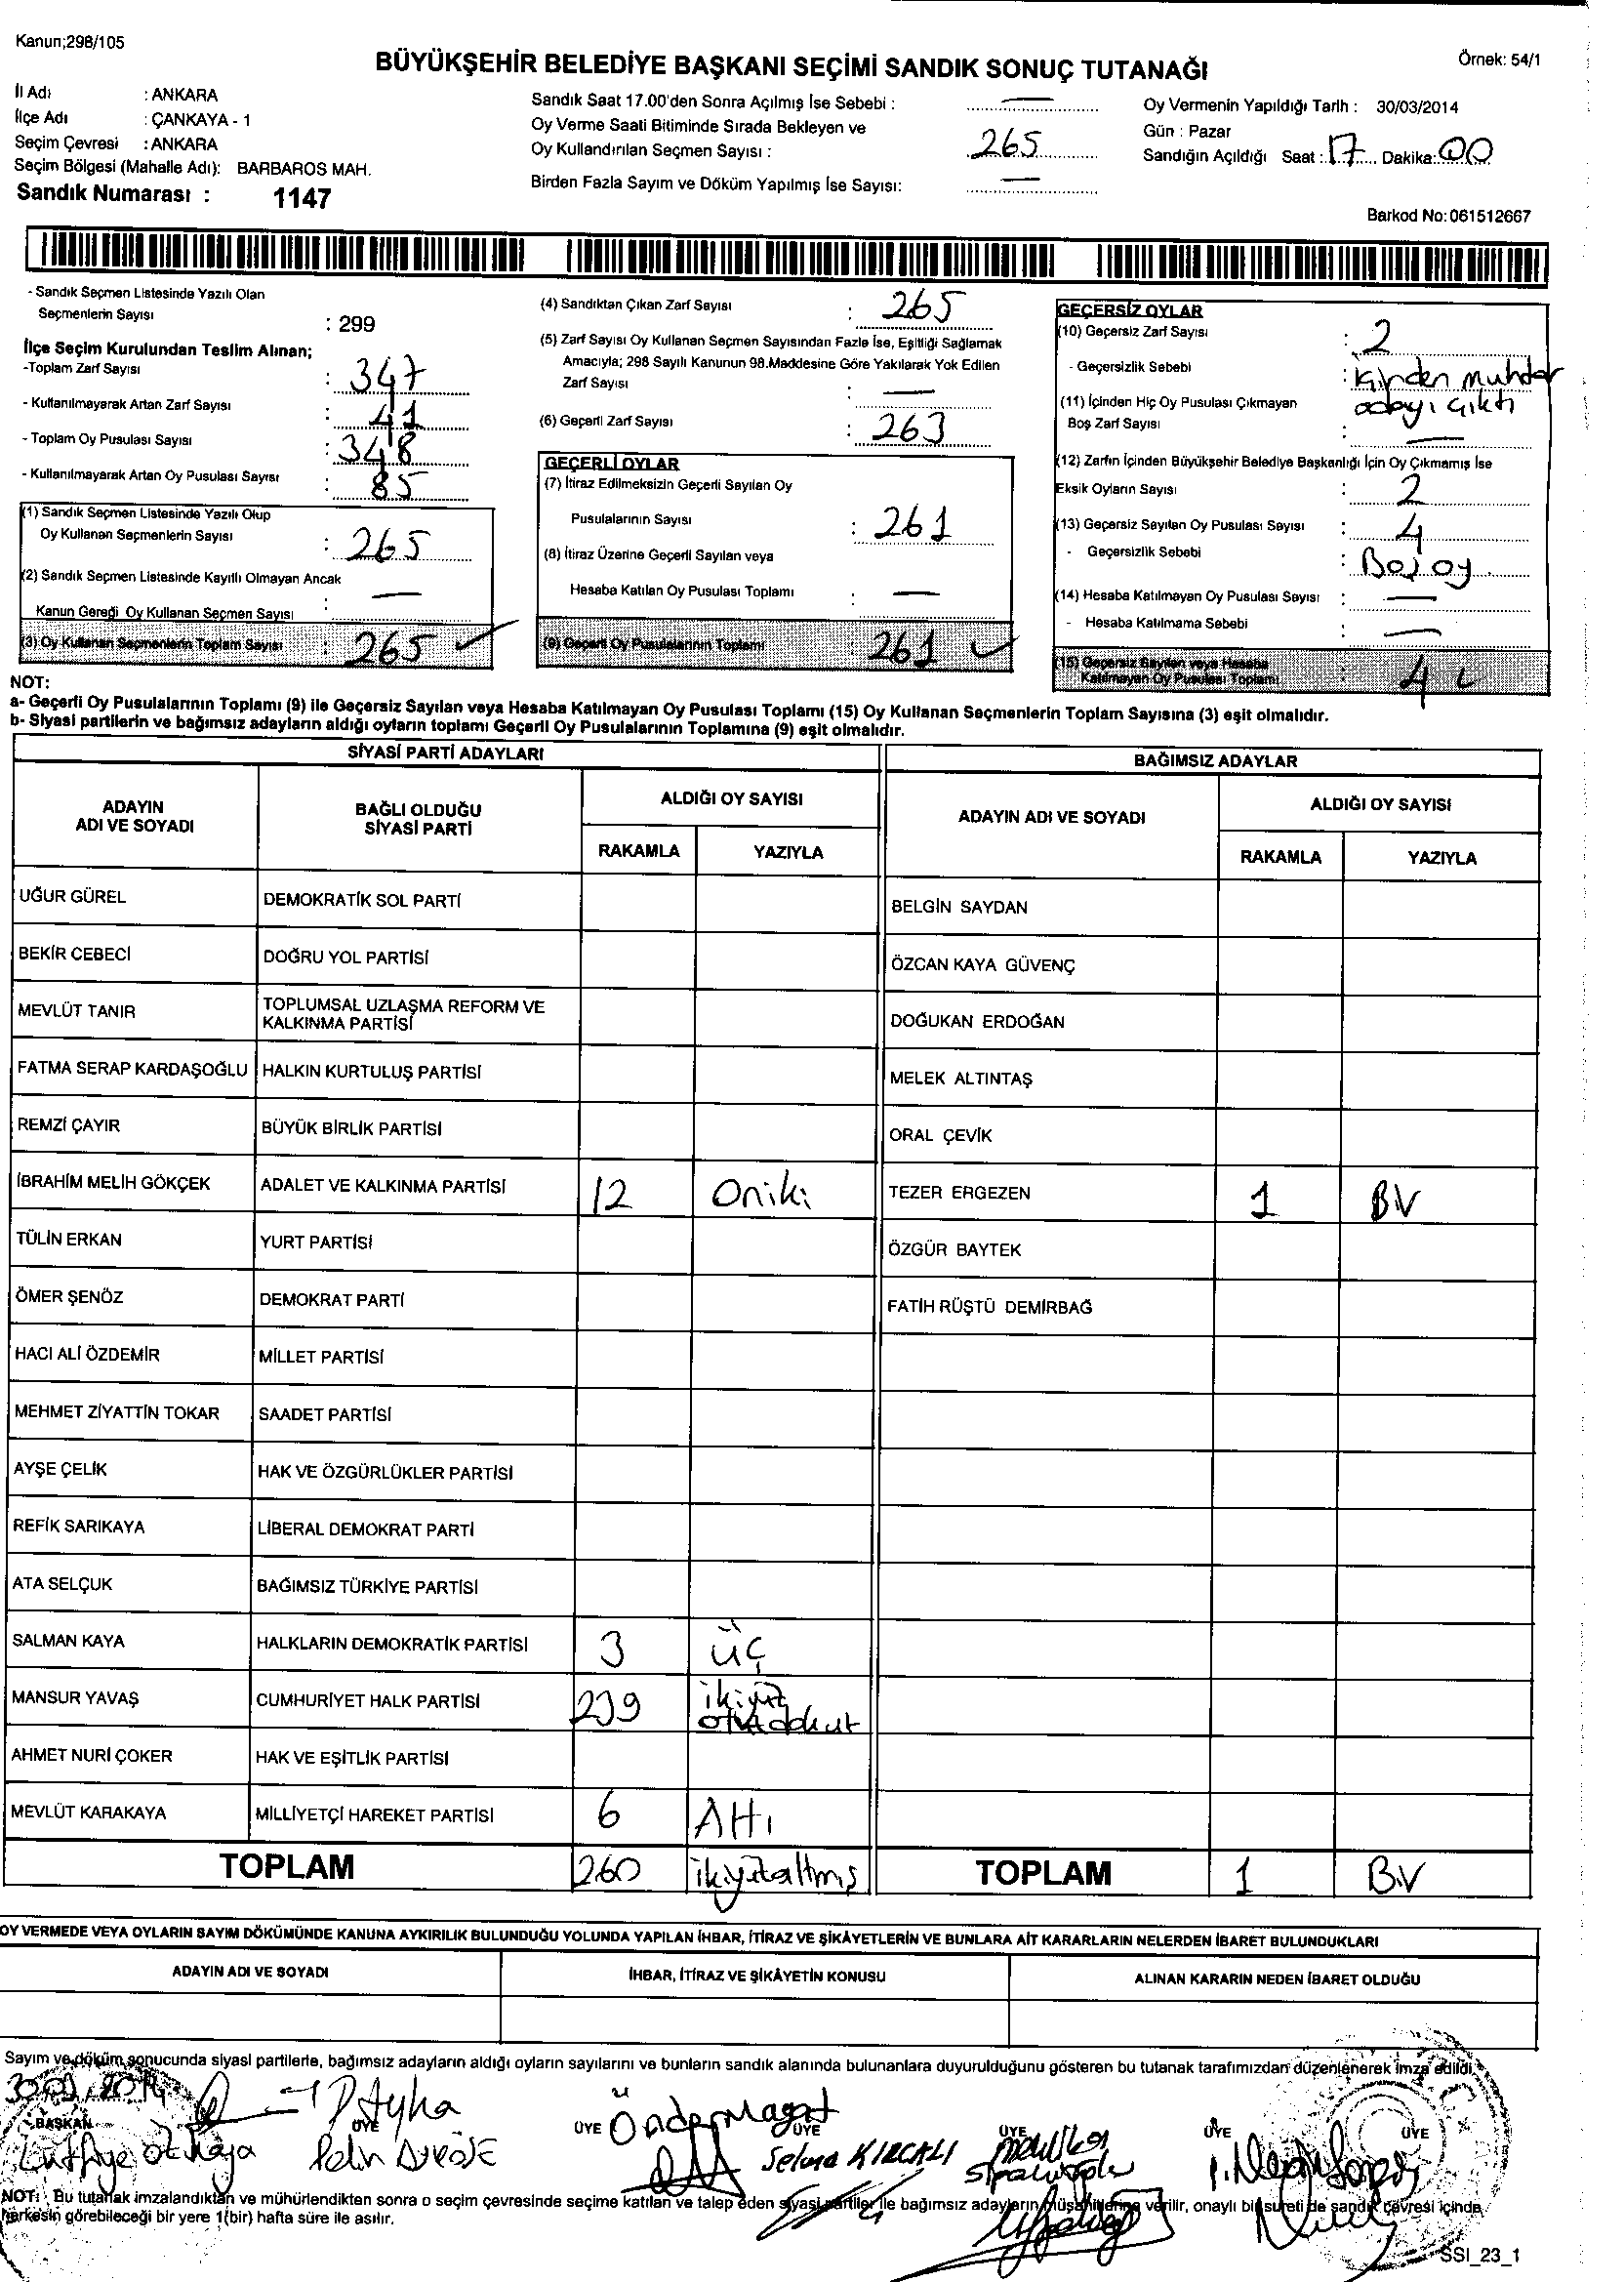 Kanun;298/105
BÜYÜKŞEHİR BELEDİYE BAŞKANI SEÇİMİ SANDIK SONUÇ TUTANAĞI
Örnek: 54/1
İl Adı : ANKARA
İlçe Adı : ÇANKAYA - 1
Seçim Çevresi : ANKARA
Seçim Bölgesi (Mahalle Adı): BARBAROS MAH.
Sandık Numarası : 1147
Sandık Saat 17.00'den Sonra Açılmış İse Sebebi : —
Oy Verme Saati Bitiminde Sırada Bekleyen ve
Oy Kullandırılan Seçmen Sayısı : 265
Birden Fazla Sayım ve Döküm Yapılmış İse Sayısı: —
Oy Vermenin Yapıldığı Tarih : 30/03/2014
Gün : Pazar
Sandığın Açıldığı Saat : 17 Dakika: 00
Barkod No: 061512667
- Sandık Seçmen Listesinde Yazılı Olan
Seçmenlerin Sayısı : 299
İlçe Seçim Kurulundan Teslim Alınan;
-Toplam Zarf Sayısı : 347
- Kullanılmayarak Artan Zarf Sayısı : 41
- Toplam Oy Pusulası Sayısı : 348
- Kullanılmayarak Artan Oy Pusulası Sayısı : 85
(1) Sandık Seçmen Listesinde Yazılı Olup
Oy Kullanan Seçmenlerin Sayısı : 265
(2) Sandık Seçmen Listesinde Kayıtlı Olmayan Ancak
Kanun Gereği Oy Kullanan Seçmen Sayısı : —
(3) Oy Kullanan Seçmenlerin Toplam Sayısı : 265
(4) Sandıktan Çıkan Zarf Sayısı : 265
(5) Zarf Sayısı Oy Kullanan Seçmen Sayısından Fazla İse, Eşitliği Sağlamak
Amacıyla; 298 Sayılı Kanunun 98.Maddesine Göre Yakılarak Yok Edilen
Zarf Sayısı : —
(6) Geçerli Zarf Sayısı : 263
GEÇERLİ OYLAR
(7) İtiraz Edilmeksizin Geçerli Sayılan Oy
Pusulalarının Sayısı : 261
(8) İtiraz Üzerine Geçerli Sayılan veya
Hesaba Katılan Oy Pusulası Toplamı : —
(9) Geçerli Oy Pusulalarının Toplamı : 261
GEÇERSİZ OYLAR
(10) Geçersiz Zarf Sayısı : 2
- Geçersizlik Sebebi : İçinden muhtar
adayı çıktı
(11) İçinden Hiç Oy Pusulası Çıkmayan
Boş Zarf Sayısı : —
(12) Zarfın İçinden Büyükşehir Belediye Başkanlığı İçin Oy Çıkmamış İse
Eksik Oyların Sayısı : 2
(13) Geçersiz Sayılan Oy Pusulası Sayısı : 4
- Geçersizlik Sebebi : Boş oy.
(14) Hesaba Katılmayan Oy Pusulası Sayısı : —
- Hesaba Katılmama Sebebi : —
(15) Geçersiz Sayılan veya Hesaba
Katılmayan Oy Pusulası Toplamı : 4
NOT:
a- Geçerli Oy Pusulalarının Toplamı (9) ile Geçersiz Sayılan veya Hesaba Katılmayan Oy Pusulası Toplamı (15) Oy Kullanan Seçmenlerin Toplam Sayısına (3) eşit olmalıdır.
b- Siyasi partilerin ve bağımsız adayların aldığı oyların toplamı Geçerli Oy Pusulalarının Toplamına (9) eşit olmalıdır.
SİYASİ PARTİ ADAYLARI
BAĞIMSIZ ADAYLAR
ADAYIN
ADI VE SOYADI
BAĞLI OLDUĞU
SİYASİ PARTİ
ALDIĞI OY SAYISI
RAKAMLA YAZIYLA
ADAYIN ADI VE SOYADI
ALDIĞI OY SAYISI
RAKAMLA YAZIYLA
UĞUR GÜREL DEMOKRATİK SOL PARTİ BELGİN SAYDAN
BEKİR CEBECİ DOĞRU YOL PARTİSİ ÖZCAN KAYA GÜVENÇ
MEVLÜT TANIR TOPLUMSAL UZLAŞMA REFORM VE
KALKINMA PARTİSİ DOĞUKAN ERDOĞAN
FATMA SERAP KARDAŞOĞLU HALKIN KURTULUŞ PARTİSİ MELEK ALTINTAŞ
REMZİ ÇAYIR BÜYÜK BİRLİK PARTİSİ ORAL ÇEVİK
İBRAHİM MELİH GÖKÇEK ADALET VE KALKINMA PARTİSİ 12 Oniki TEZER ERGEZEN 1 BİR
TÜLİN ERKAN YURT PARTİSİ ÖZGÜR BAYTEK
ÖMER ŞENÖZ DEMOKRAT PARTİ FATİH RÜŞTÜ DEMİRBAĞ
HACI ALİ ÖZDEMİR MİLLET PARTİSİ
MEHMET ZİYATTİN TOKAR SAADET PARTİSİ
AYŞE ÇELİK HAK VE ÖZGÜRLÜKLER PARTİSİ
REFİK SARIKAYA LİBERAL DEMOKRAT PARTİ
ATA SELÇUK BAĞIMSIZ TÜRKİYE PARTİSİ
SALMAN KAYA HALKLARIN DEMOKRATİK PARTİSİ 3 ÜÇ
MANSUR YAVAŞ CUMHURİYET HALK PARTİSİ 239 ikiyüz
otuzdokuz
AHMET NURİ ÇOKER HAK VE EŞİTLİK PARTİSİ
MEVLÜT KARAKAYA MİLLİYETÇİ HAREKET PARTİSİ 6 Altı
TOPLAM 260 ikiyüzaltmış TOPLAM 1 BİR
OY VERMEDE VEYA OYLARIN SAYIM DÖKÜMÜNDE KANUNA AYKIRILIK BULUNDUĞU YOLUNDA YAPILAN İHBAR, İTİRAZ VE ŞİKÂYETLERİN VE BUNLARA AİT KARARLARIN NELERDEN İBARET BULUNDUKLARI
ADAYIN ADI VE SOYADI İHBAR, İTİRAZ VE ŞİKÂYETİN KONUSU ALINAN KARARIN NEDEN İBARET OLDUĞU
Sayım ve döküm sonucunda siyasi partilerle, bağımsız adayların aldığı oyların sayılarını ve bunların sandık alanında bulunanlara duyurulduğunu gösteren bu tutanak tarafımızdan düzenlenerek imza edildi.
BAŞKAN ÜYE ÜYE ÜYE ÜYE ÜYE ÜYE
Önder Magat
Selma KIRCALI
NOT: Bu tutanak imzalandıktan ve mühürlendikten sonra o seçim çevresinde seçime katılan ve talep eden siyasi partiler ile bağımsız adayların müşahitlerine verilir, onaylı bir sureti de sandık çevresi içinde
herkesin görebileceği bir yere 1(bir) hafta süre ile asılır.
SSI_23_1